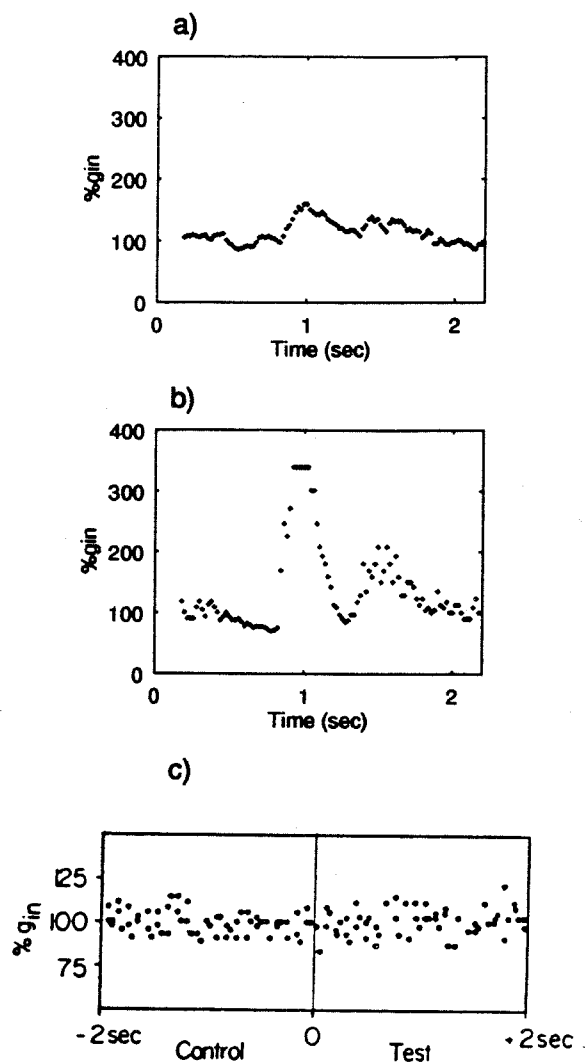 a)
400
300
200
100
0
%gin
0 1 2
Time (sec)
b)
400
300
200
100
0
%gin
0 1 2
Time (sec)
c)
125
100
75
% gin
-2sec 0 +2sec
Control Test